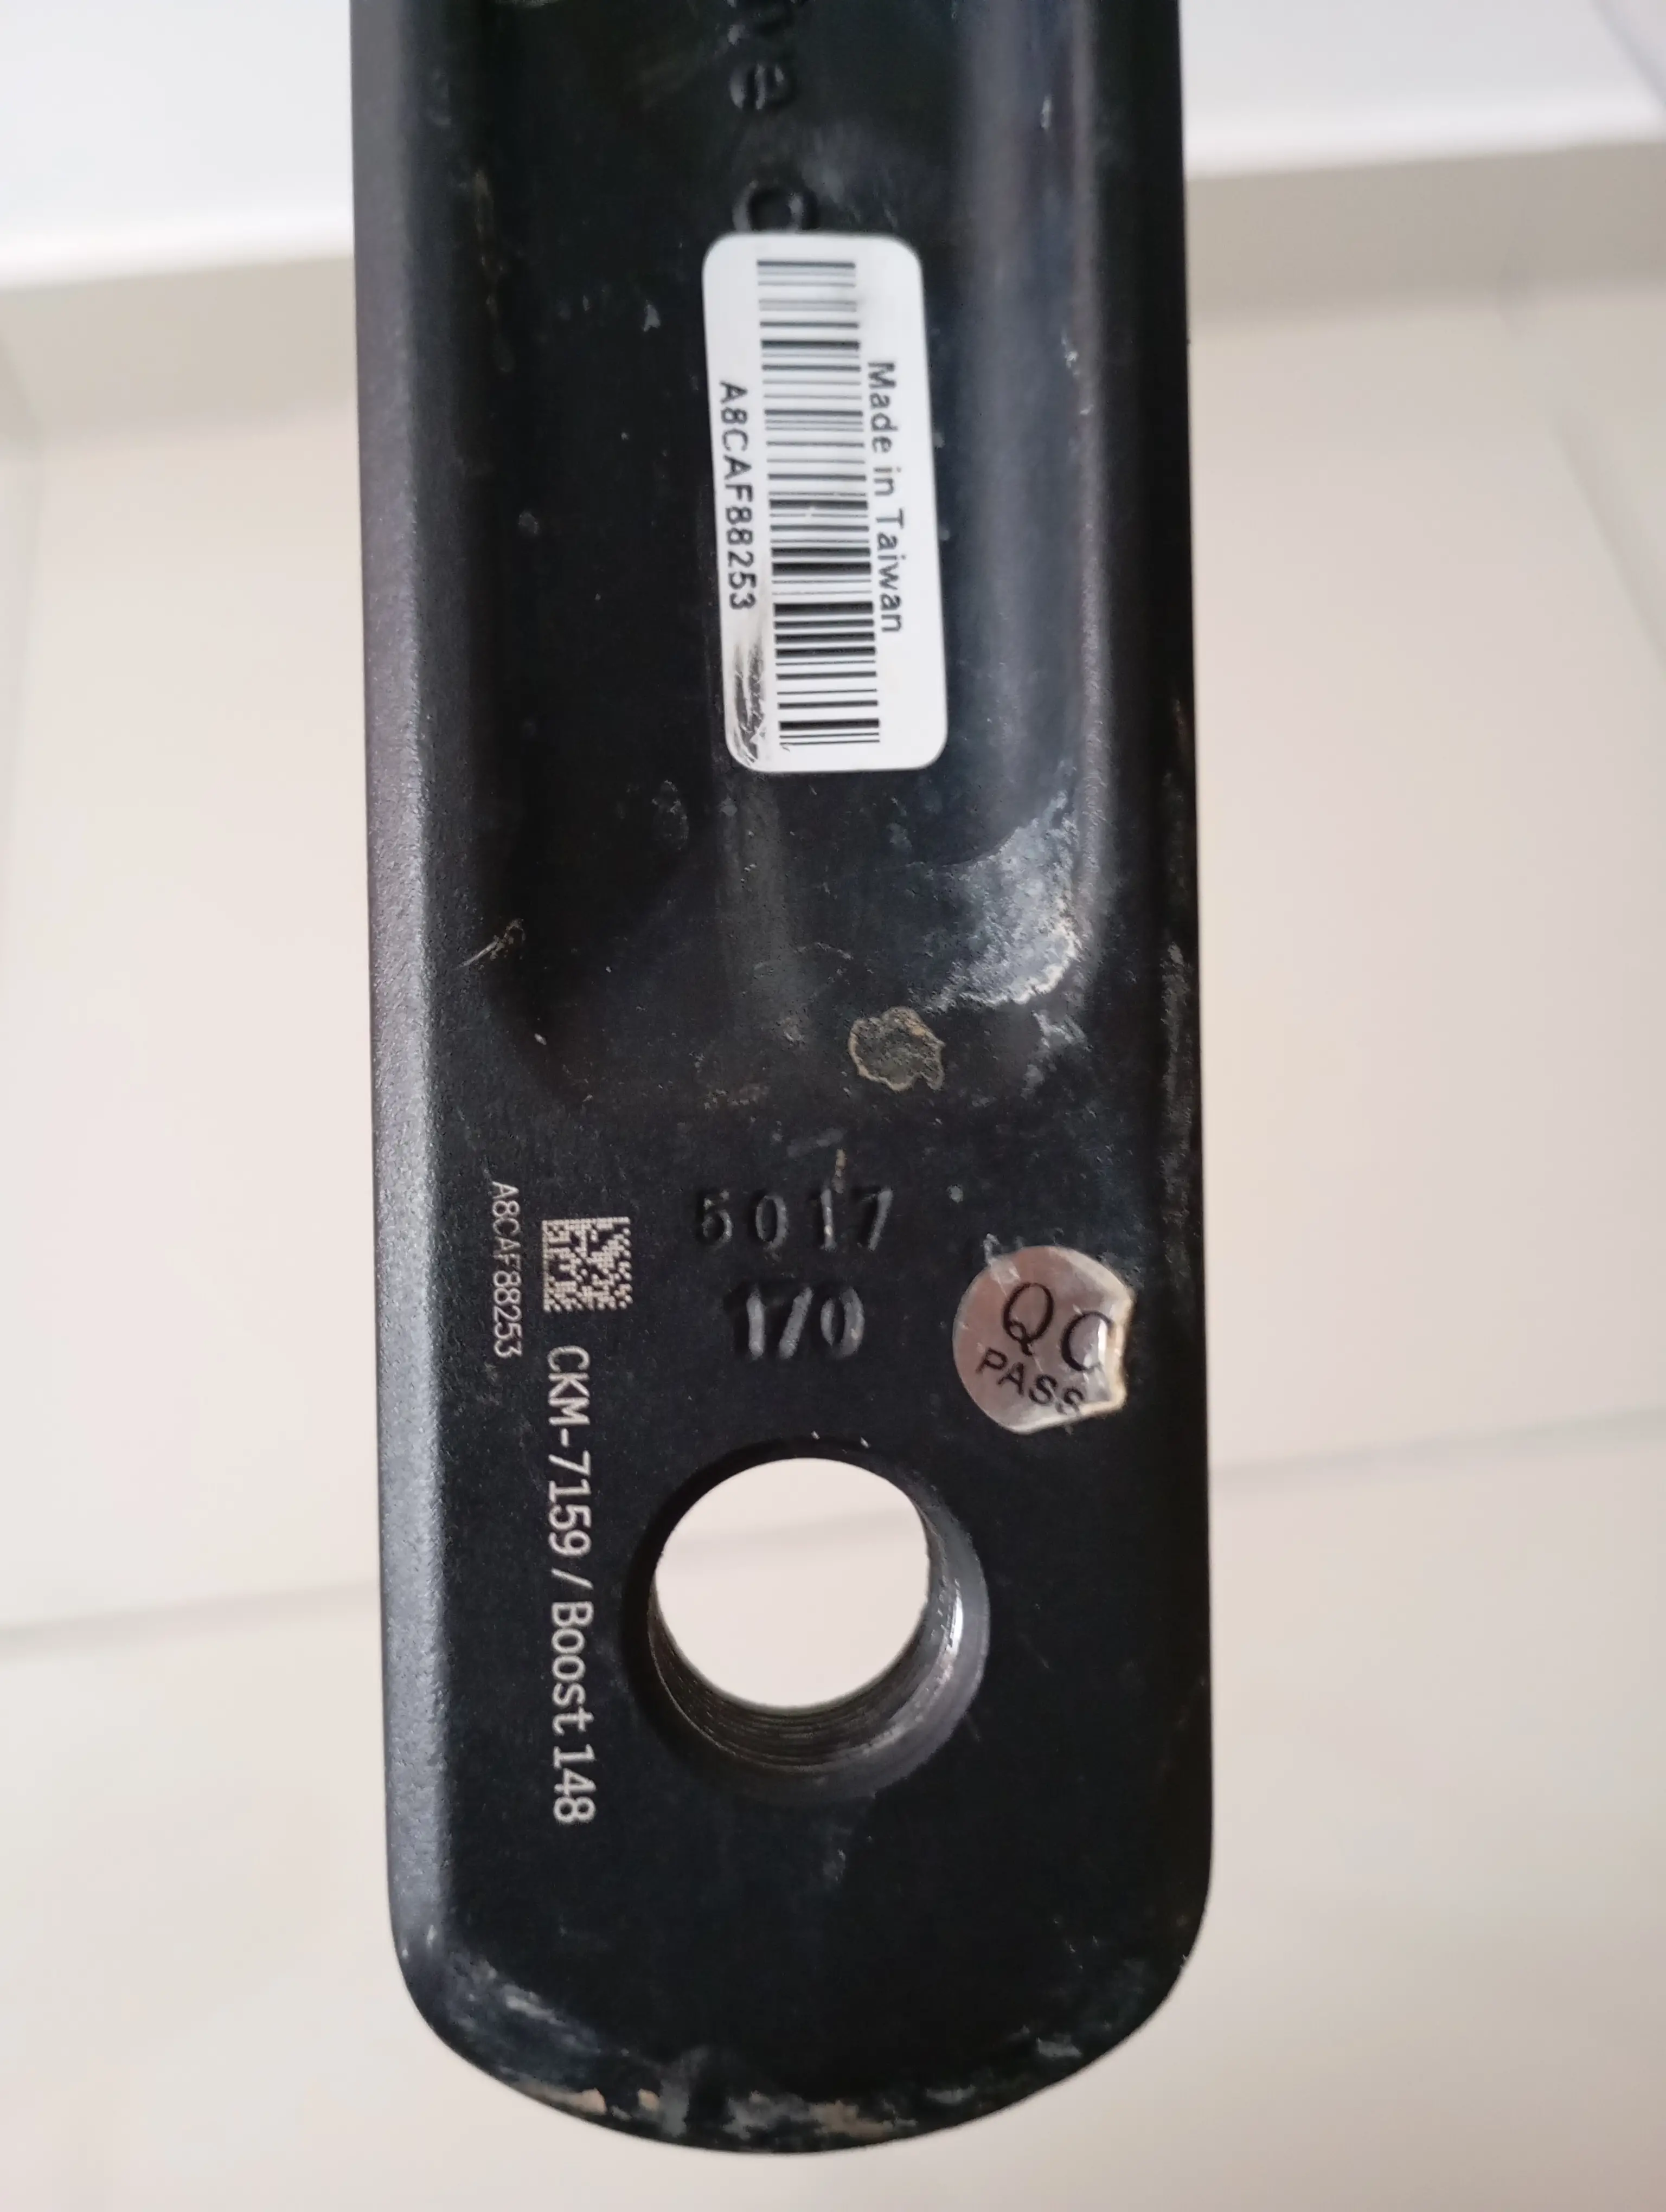 Made in Taiwan
A8CAF88253
5017
170
QC
PASS
A8CAF88253
CKM-7159 / Boost 148